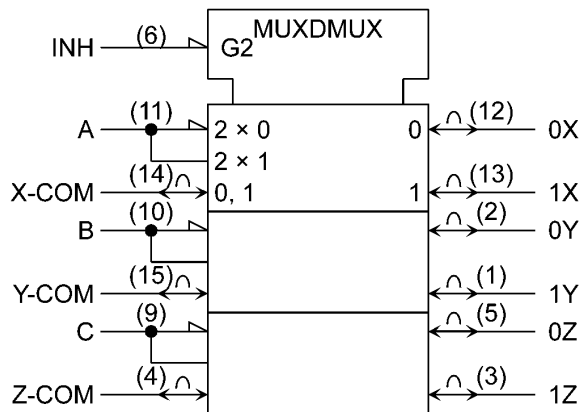 MUXDMUX
INH (6) G2
A (11) 2 × 0 0 (12) 0X
2 × 1
X-COM (14) ∩ 0, 1 1 ∩ (13) 1X
B (10) ∩ (2) 0Y
Y-COM (15) ∩ ∩ (1) 1Y
C (9) ∩ (5) 0Z
Z-COM (4) ∩ ∩ (3) 1Z